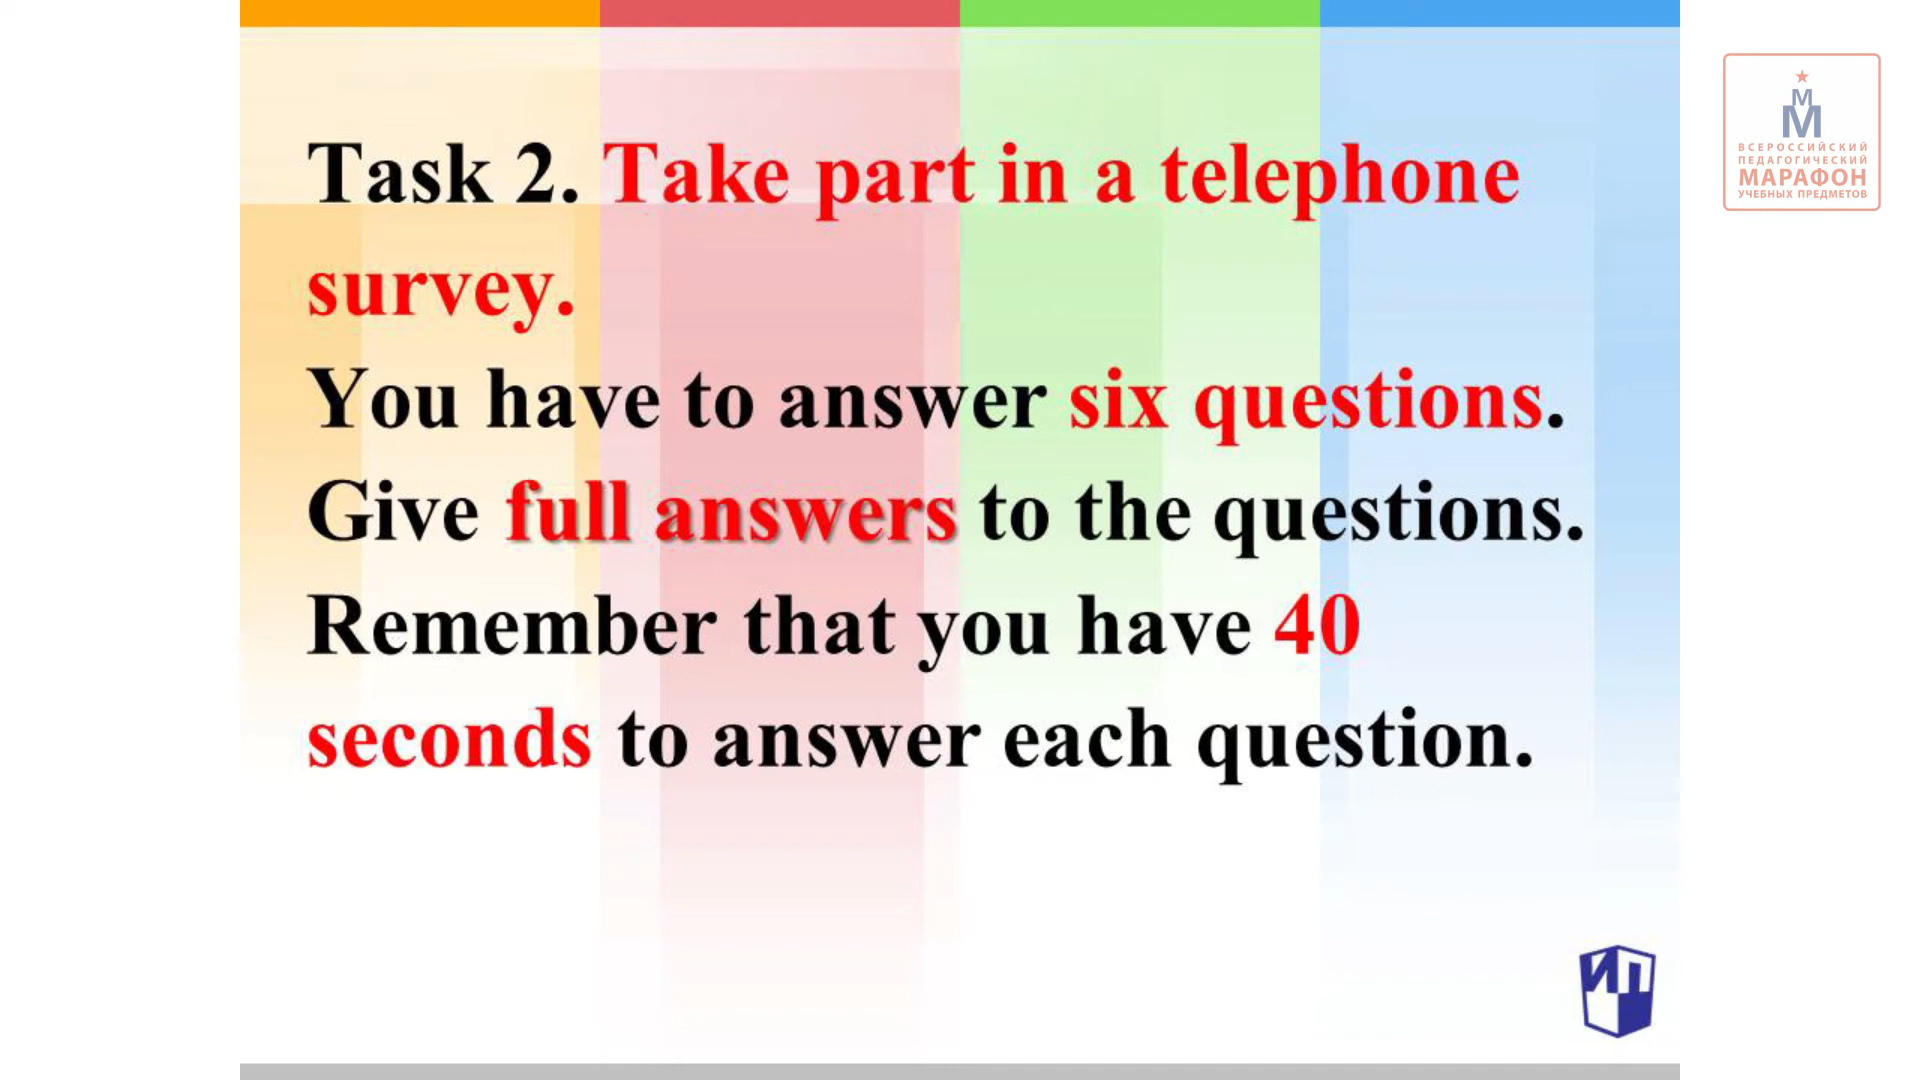 Task 2. Take part in a telephone
survey.
You have to answer six questions.
Give full answers to the questions.
Remember that you have 40
seconds to answer each question.
М
М
ВСЕРОССИЙСКИЙ
ПЕДАГОГИЧЕСКИЙ
МАРАФОН
УЧЕБНЫХ ПРЕДМЕТОВ
ИП